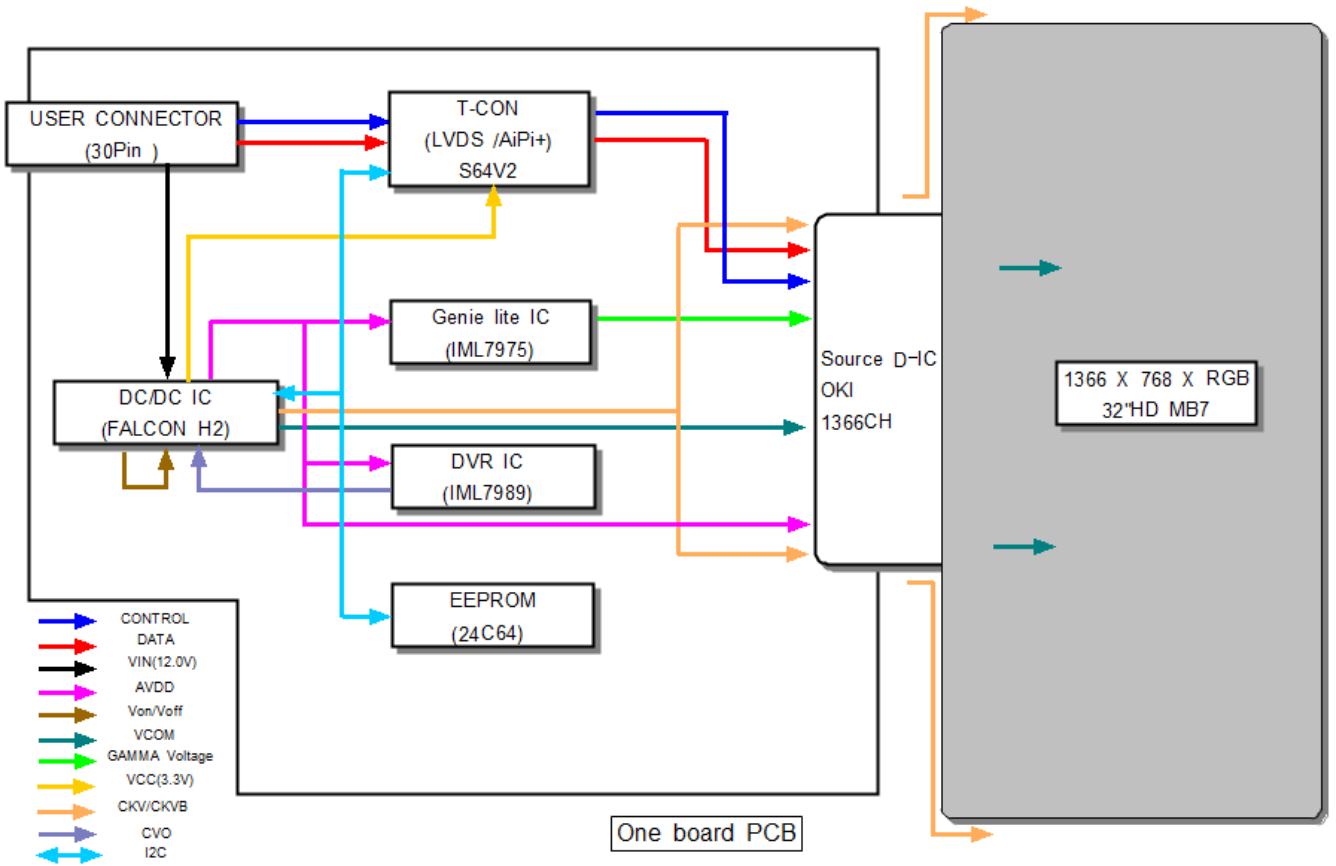 USER CONNECTOR
(30Pin )
T-CON
(LVDS /AiPi+)
S64V2
Genie lite IC
(IML7975)
DC/DC IC
(FALCON H2)
DVR IC
(IML7989)
EEPROM
(24C64)
Source D-IC
OKI
1366CH
1366 X 768 X RGB
32"HD MB7
CONTROL
DATA
VIN(12.0V)
AVDD
Von/Voff
VCOM
GAMMA Voltage
VCC(3.3V)
CKV/CKVB
CVO
I2C
One board PCB